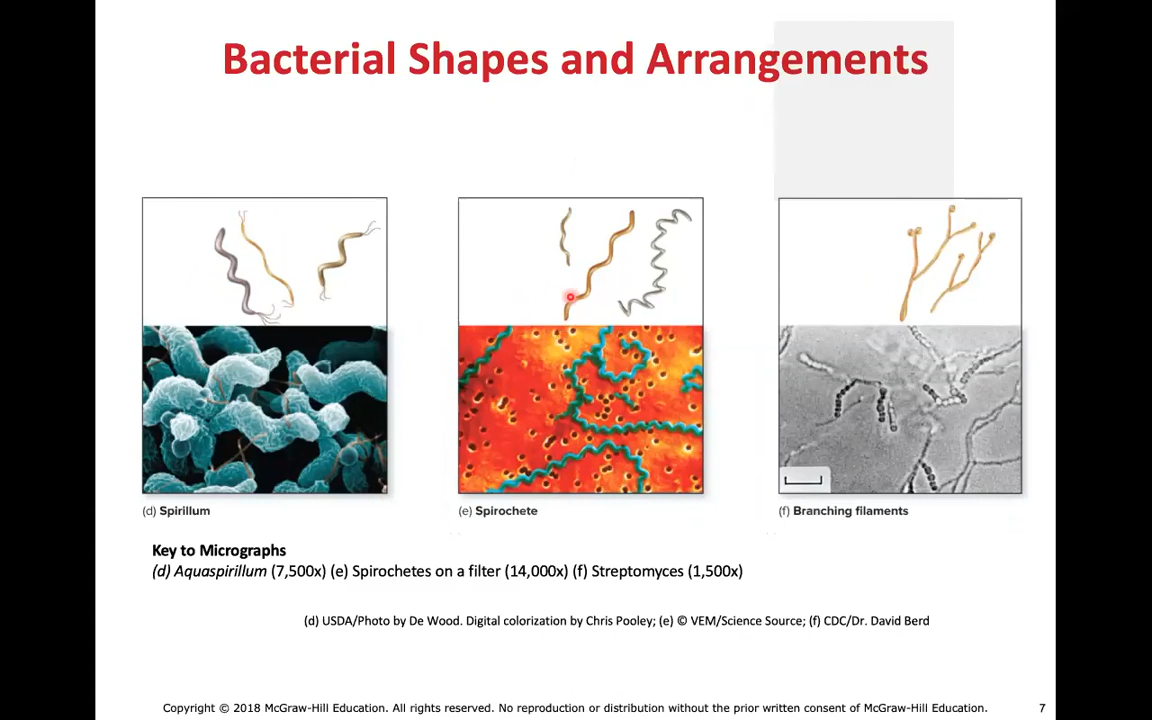 Bacterial Shapes and Arrangements
(d) Spirillum
(e) Spirochete
(f) Branching filaments
Key to Micrographs
(d) Aquaspirillum (7,500x) (e) Spirochetes on a filter (14,000x) (f) Streptomyces (1,500x)
(d) USDA/Photo by De Wood. Digital colorization by Chris Pooley; (e) © VEM/Science Source; (f) CDC/Dr. David Berd
Copyright © 2018 McGraw-Hill Education. All rights reserved. No reproduction or distribution without the prior written consent of McGraw-Hill Education.
7